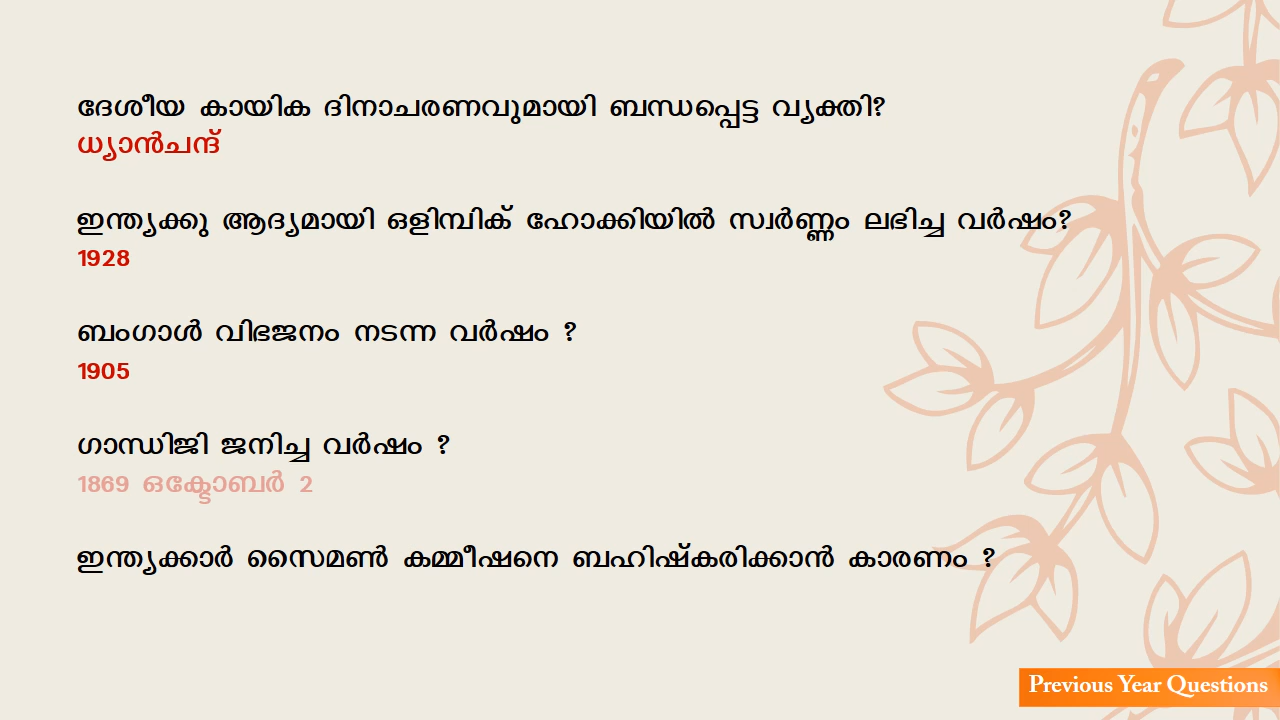 ദേശീയ കായിക ദിനാചരണവുമായി ബന്ധപ്പെട്ട വ്യക്തി?
ധ്യാൻചന്ദ്
ഇന്ത്യക്കു ആദ്യമായി ഒളിമ്പിക് ഹോക്കിയിൽ സ്വർണ്ണം ലഭിച്ച വർഷം?
1928
ബംഗാൾ വിഭജനം നടന്ന വർഷം ?
1905
ഗാന്ധിജി ജനിച്ച വർഷം ?
1869 ഒക്ടോബർ 2
ഇന്ത്യക്കാർ സൈമൺ കമ്മീഷനെ ബഹിഷ്കരിക്കാൻ കാരണം ?
Previous Year Questions